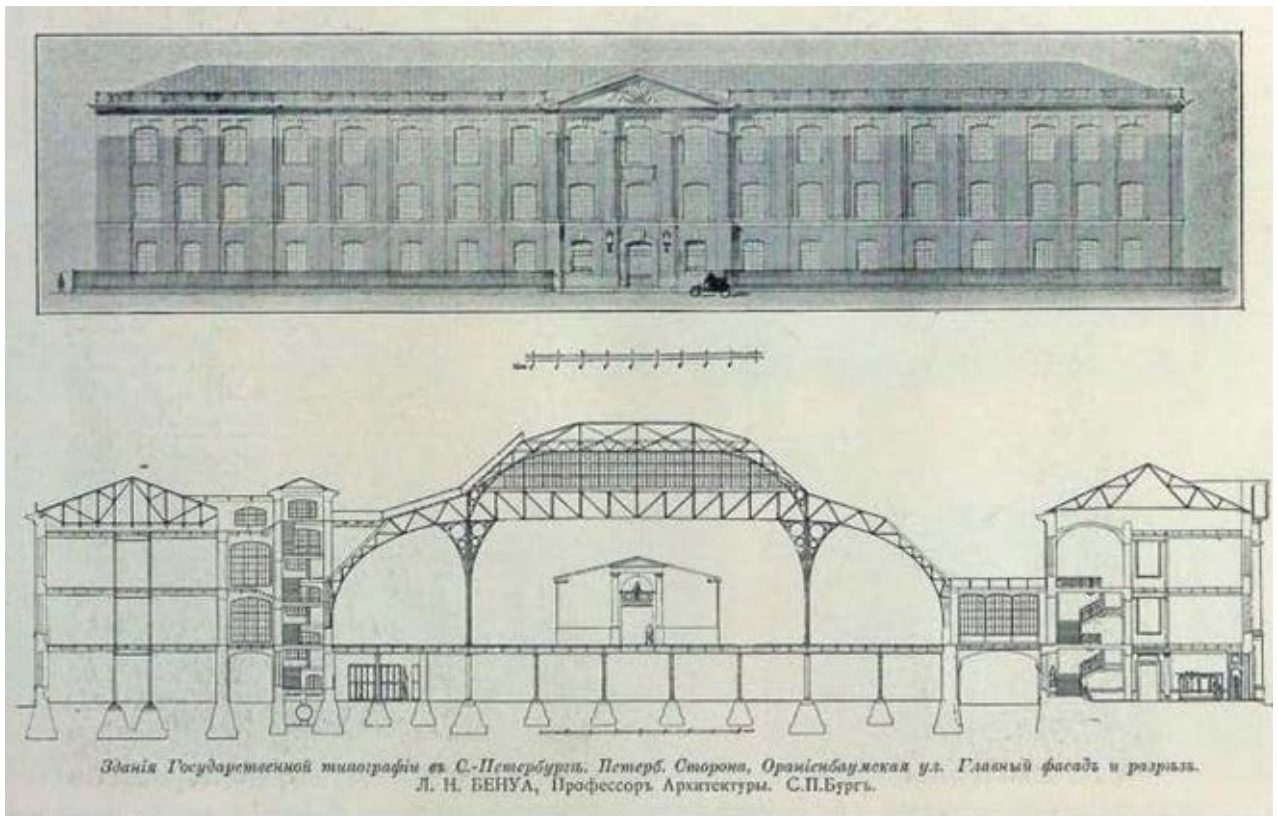 Зданія Государственной типографіи въ С.-Петербургѣ. Петерб. Сторона, Ораніенбаумская ул. Главный фасадъ и разрѣзъ.
Л. Н. БЕНУА, Профессоръ Архитектуры. С.П.Бургъ.